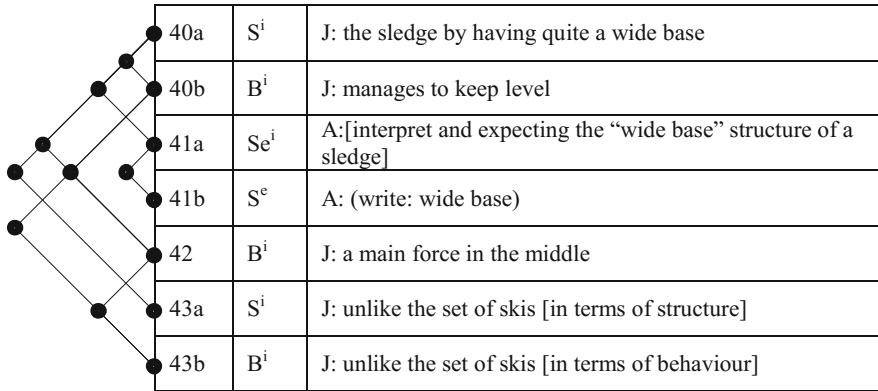 40a S^i J: the sledge by having quite a wide base
40b B^i J: manages to keep level
41a Se^i A:[interpret and expecting the “wide base” structure of a
sledge]
41b S^e A: (write: wide base)
42 B^i J: a main force in the middle
43a S^i J: unlike the set of skis [in terms of structure]
43b B^i J: unlike the set of skis [in terms of behaviour]